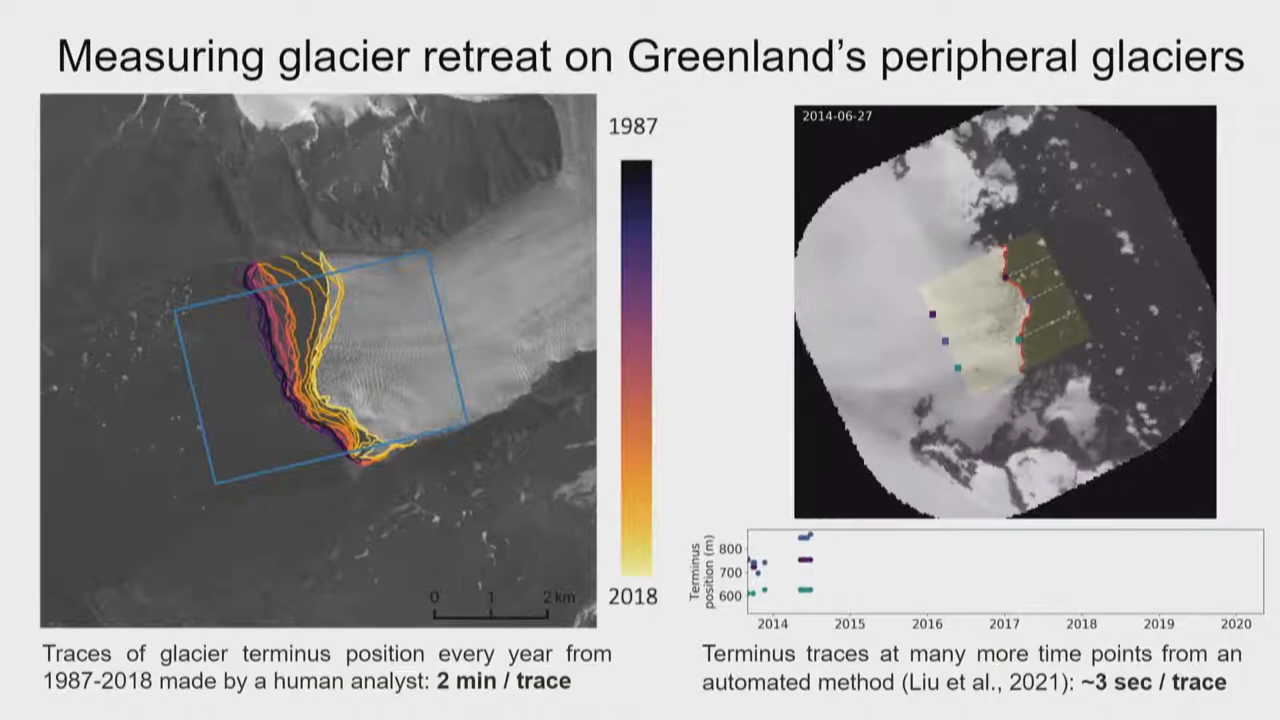 Measuring glacier retreat on Greenland's peripheral glaciers
1987
2018
0 1 2 km
Traces of glacier terminus position every year from
1987-2018 made by a human analyst: 2 min / trace
2014-06-27
Terminus
position (m)
800
700
600
2014 2015 2016 2017 2018 2019 2020
Terminus traces at many more time points from an
automated method (Liu et al., 2021): ~3 sec / trace